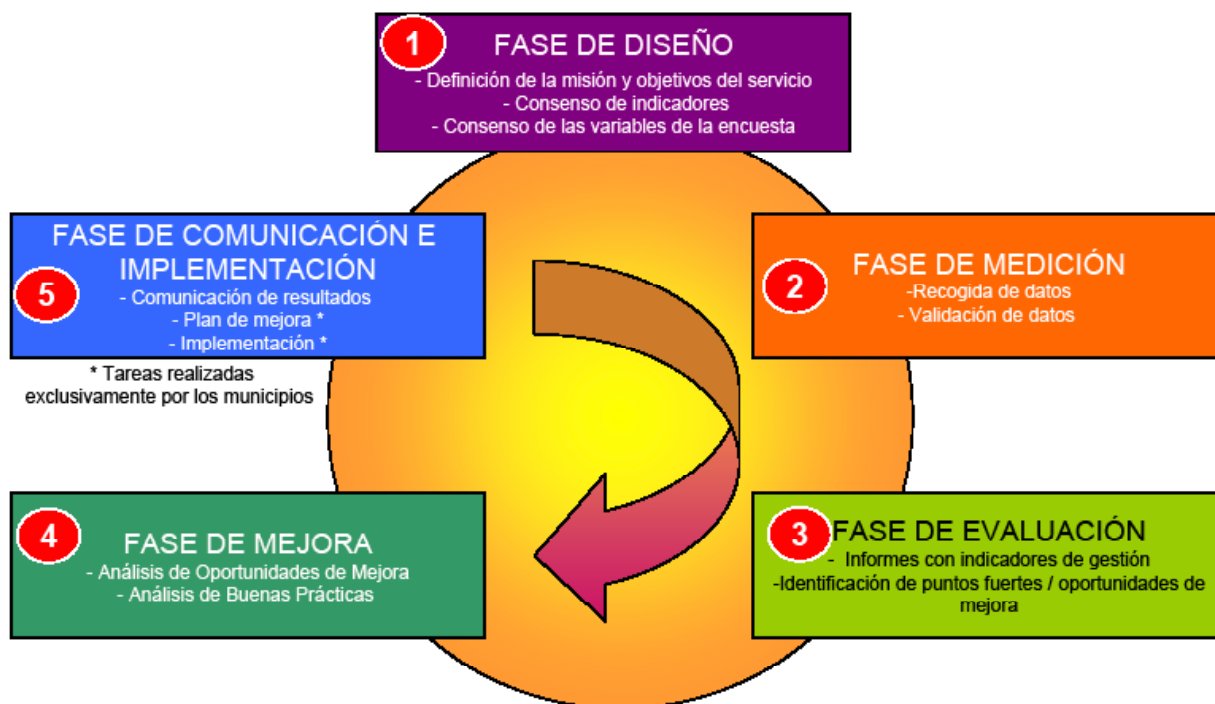 1
FASE DE DISEÑO
- Definición de la misión y objetivos del servicio
- Consenso de indicadores
- Consenso de las variables de la encuesta
2
FASE DE MEDICIÓN
-Recogida de datos
- Validación de datos
3
FASE DE EVALUACIÓN
- Informes con indicadores de gestión
-Identificación de puntos fuertes / oportunidades de
mejora
4
FASE DE MEJORA
- Análisis de Oportunidades de Mejora
- Análisis de Buenas Prácticas
5
FASE DE COMUNICACIÓN E
IMPLEMENTACIÓN
- Comunicación de resultados
- Plan de mejora *
- Implementación *
* Tareas realizadas
exclusivamente por los municipios